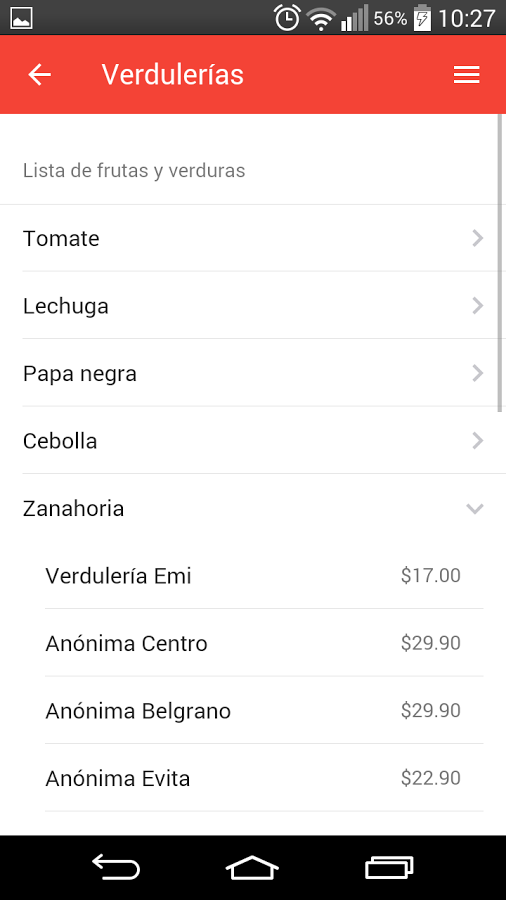 56% 10:27
Verdulerías
Lista de frutas y verduras
Tomate
Lechuga
Papa negra
Cebolla
Zanahoria
Verdulería Emi $17.00
Anónima Centro $29.90
Anónima Belgrano $29.90
Anónima Evita $22.90